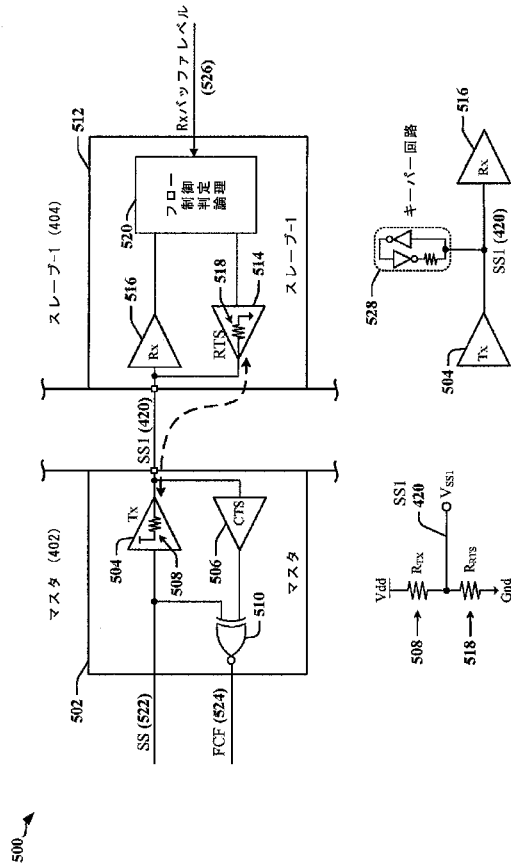 500
マスタ (402)
スレーブ-1 (404)
502
504
Tx
508
SS (522)
FCF (524)
506
CTS
510
マスタ
SS1 (420)
512
516
Rx
520
フロー
制御
判定
論理
518
514
RTS
スレーブ-1
Rxバッファレベル
(526)
Vdd
508
RTX
SS1
420
VSS1
518
RRTS
Gnd
キーパー回路
528
504
Tx
SS1
(420)
516
Rx